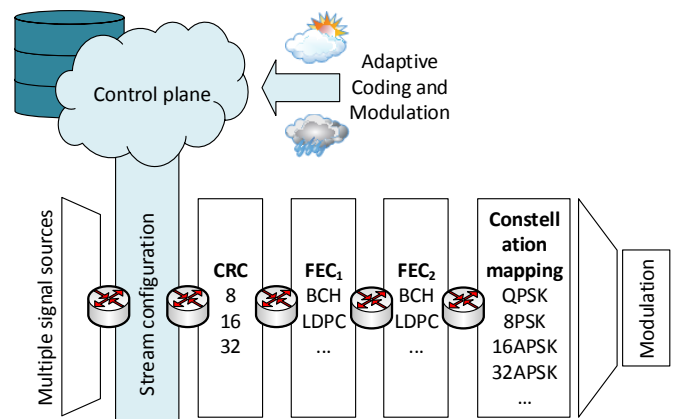 Control plane
Adaptive
Coding and
Modulation
Multiple signal sources
Stream configuration
CRC
8
16
32
FEC₁
BCH
LDPC
...
FEC₂
BCH
LDPC
...
Constell
ation
mapping
QPSK
8PSK
16APSK
32APSK
...
Modulation